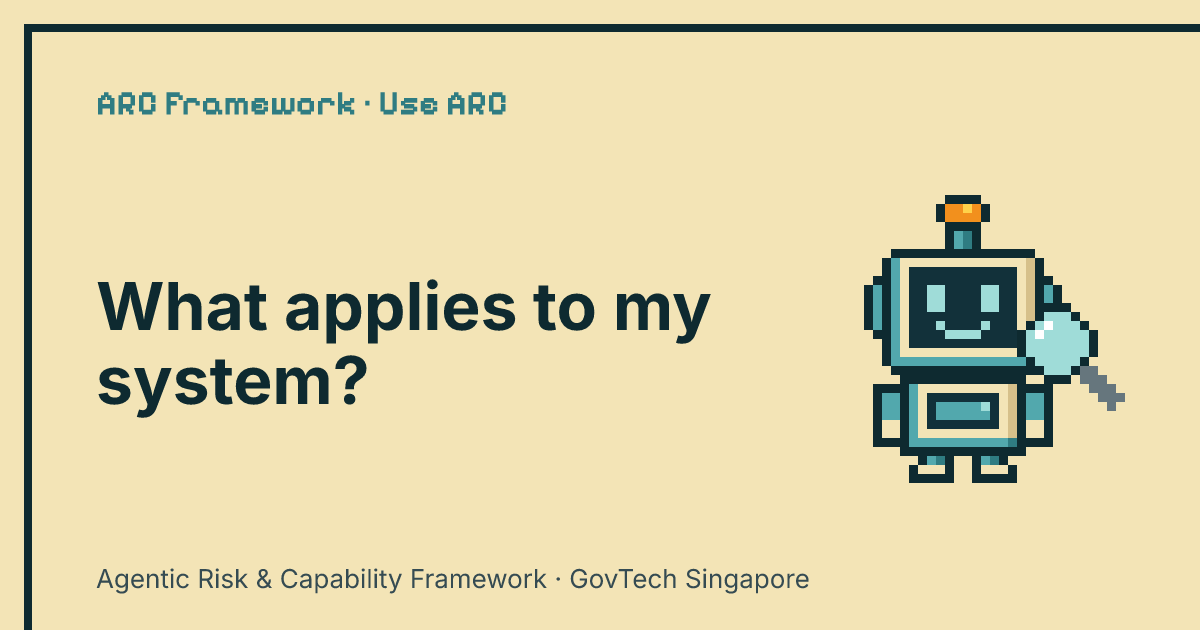 ARC Framework · Use ARC
What applies to my
system?
Agentic Risk & Capability Framework · GovTech Singapore